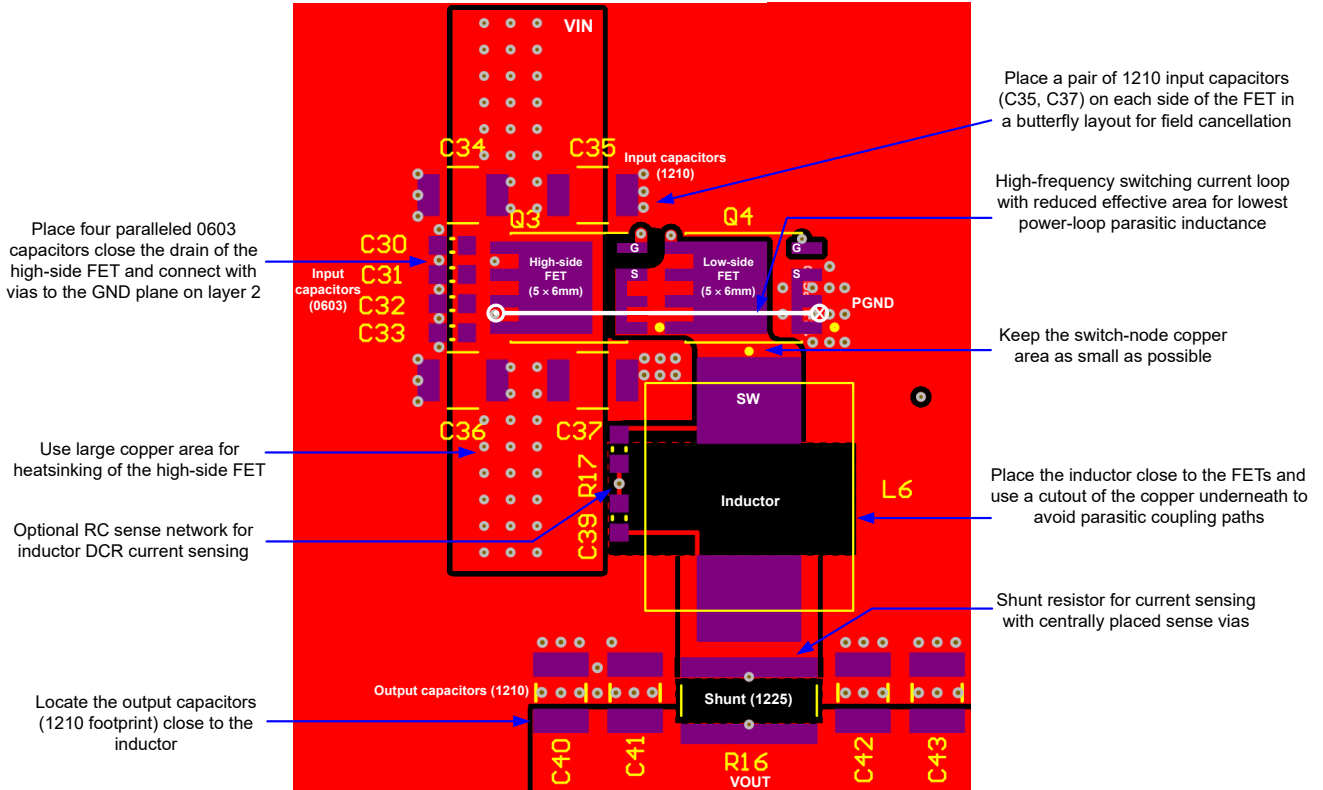 VIN
Place a pair of 1210 input capacitors
(C35, C37) on each side of the FET in
a butterfly layout for field cancellation
C34
C35
Input capacitors
(1210)
High-frequency switching current loop
with reduced effective area for lowest
power-loop parasitic inductance
Place four paralleled 0603
capacitors close the drain of the
high-side FET and connect with
vias to the GND plane on layer 2
Q3
Q4
C30
C31
C32
C33
Input
capacitors
(0603)
High-side
FET
(5 × 6mm)
G
S
Low-side
FET
(5 × 6mm)
G
S
PGND
Keep the switch-node copper
area as small as possible
SW
C36
C37
Use large copper area for
heatsinking of the high-side FET
R17
Inductor
L6
Place the inductor close to the FETs and
use a cutout of the copper underneath to
avoid parasitic coupling paths
Optional RC sense network for
inductor DCR current sensing
C39
Shunt resistor for current sensing
with centrally placed sense vias
Output capacitors (1210)
Shunt (1225)
Locate the output capacitors
(1210 footprint) close to the
inductor
C40
C41
R16
VOUT
C42
C43